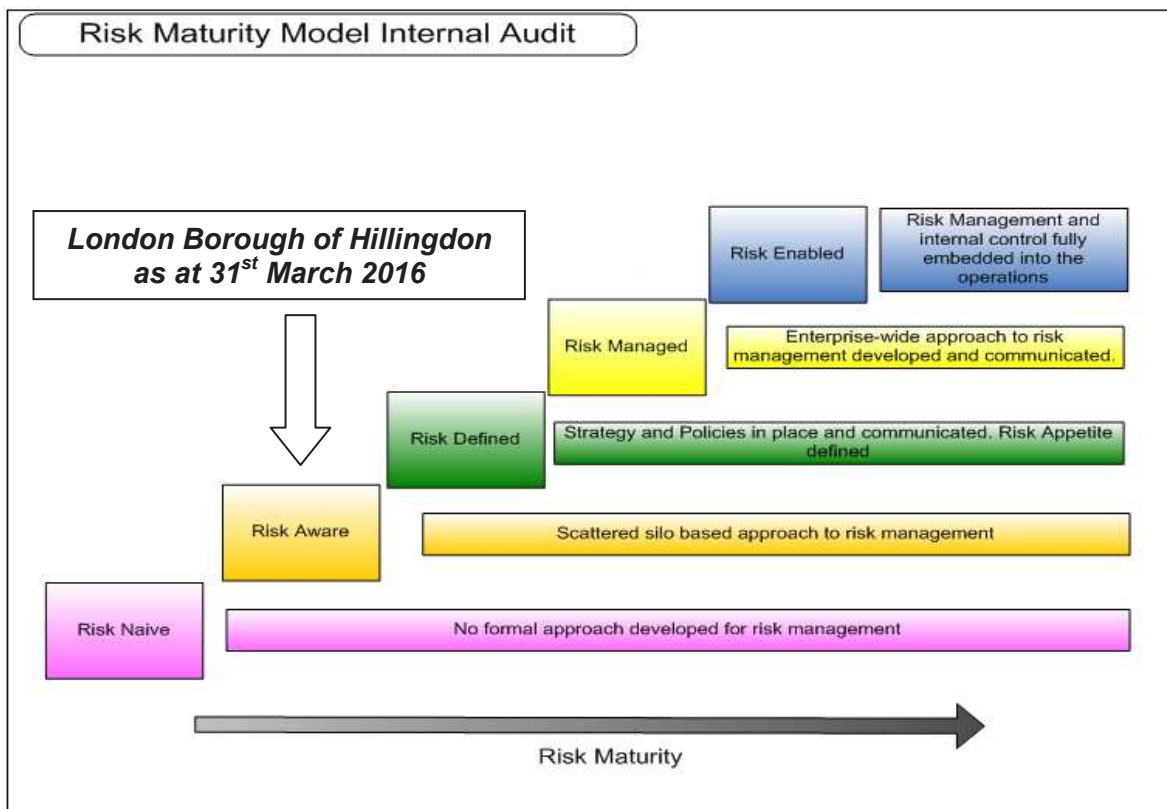 Risk Maturity Model Internal Audit
London Borough of Hillingdon
as at 31st March 2016
Risk Enabled
Risk Management and
internal control fully
embedded into the
operations
Risk Managed
Enterprise-wide approach to risk
management developed and communicated.
Risk Defined
Strategy and Policies in place and communicated. Risk Appetite
defined
Risk Aware
Scattered silo based approach to risk management
Risk Naive
No formal approach developed for risk management
Risk Maturity